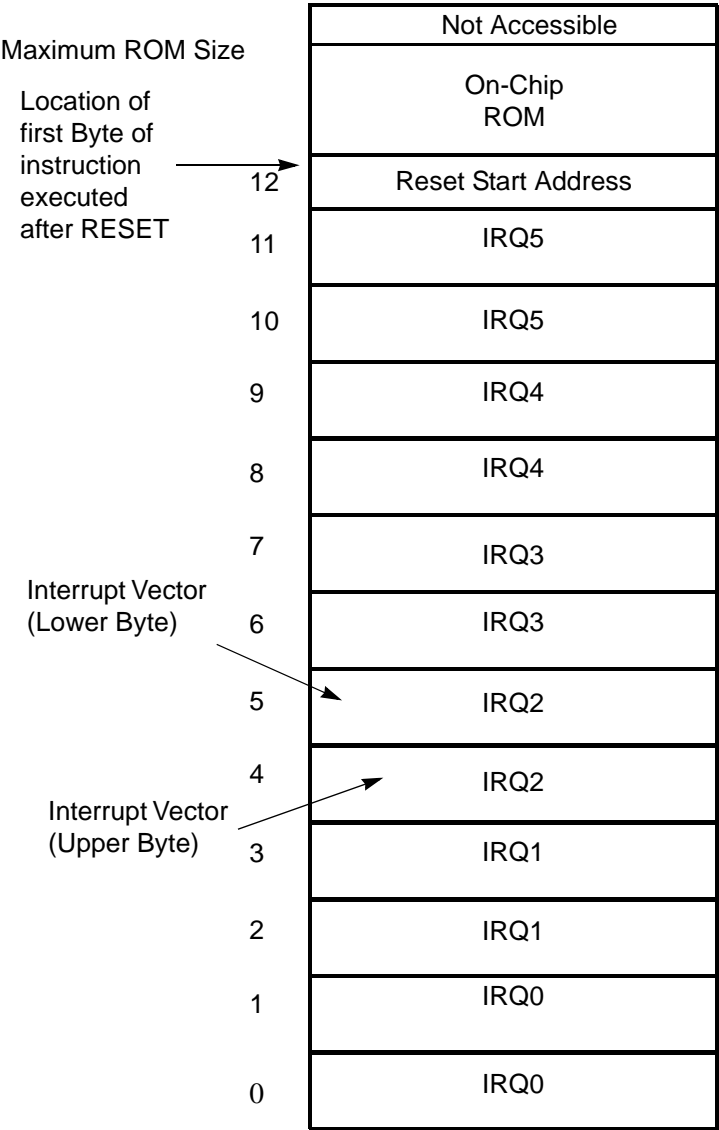 Not Accessible
Maximum ROM Size
On-Chip
ROM
Location of
first Byte of
instruction
executed
after RESET
12
Reset Start Address
11
IRQ5
10
IRQ5
9
IRQ4
8
IRQ4
7
IRQ3
Interrupt Vector
(Lower Byte)
6
IRQ3
5
IRQ2
4
IRQ2
Interrupt Vector
(Upper Byte)
3
IRQ1
2
IRQ1
1
IRQ0
0
IRQ0